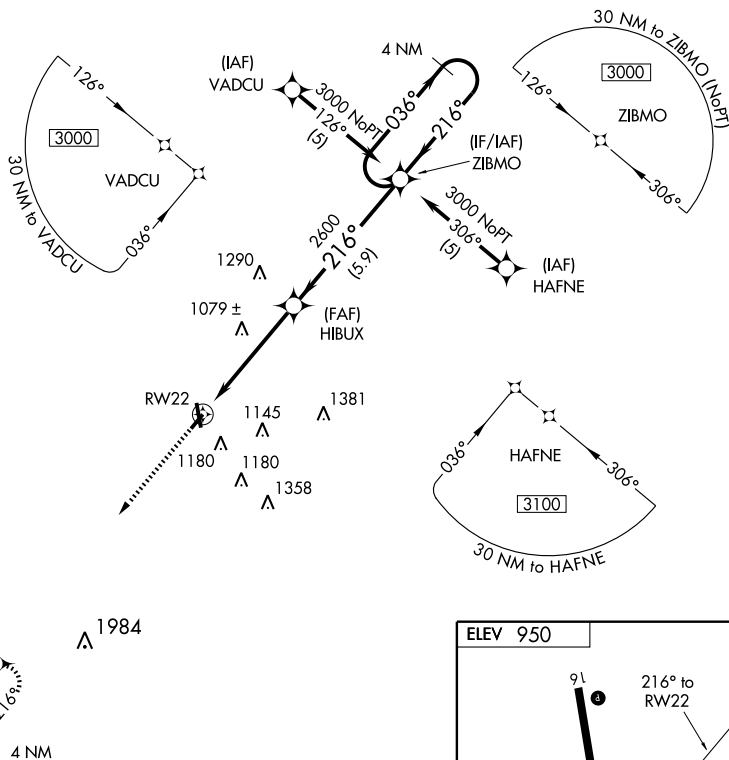 126°
3000
VADCU
036°
30 NM to VADCU
(IAF)
VADCU
3000 NoPT
126°
(5)
4 NM
036°
216°
(IF/IAF)
ZIBMO
3000 NoPT
306°
(5)
(IAF)
HAFNE
30 NM to ZIBMO (NoPT)
3000
126°
ZIBMO
306°
2600
216°
(5.9)
(FAF)
HIBUX
1290
1079 ±
RW22
1145
1381
1180
1180
1358
036°
HAFNE
306°
3100
30 NM to HAFNE
1984
216°
4 NM
ELEV 950
16
P
216° to
RW22